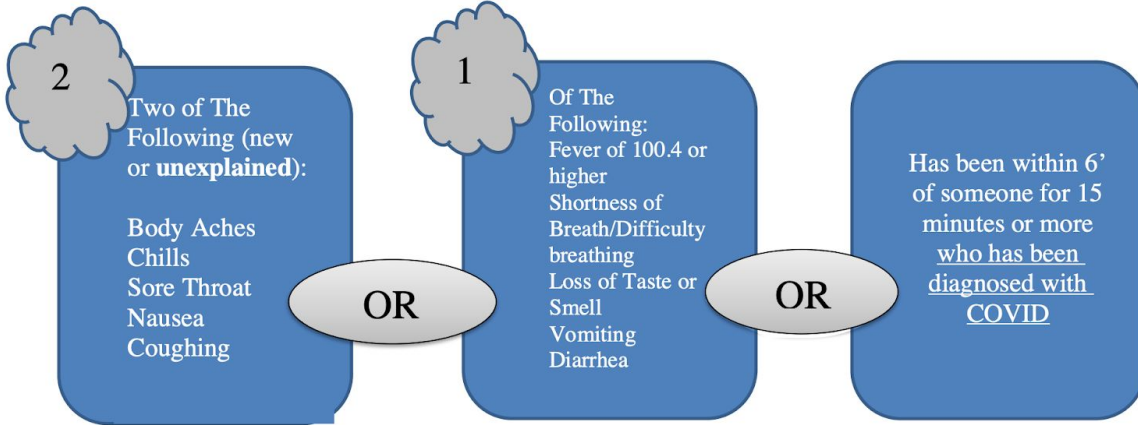 2
Two of The
Following (new
or unexplained):
Body Aches
Chills
Sore Throat
Nausea
Coughing
OR
1
Of The
Following:
Fever of 100.4 or
higher
Shortness of
Breath/Difficulty
breathing
Loss of Taste or
Smell
Vomiting
Diarrhea
OR
Has been within 6’
of someone for 15
minutes or more
who has been
diagnosed with
COVID